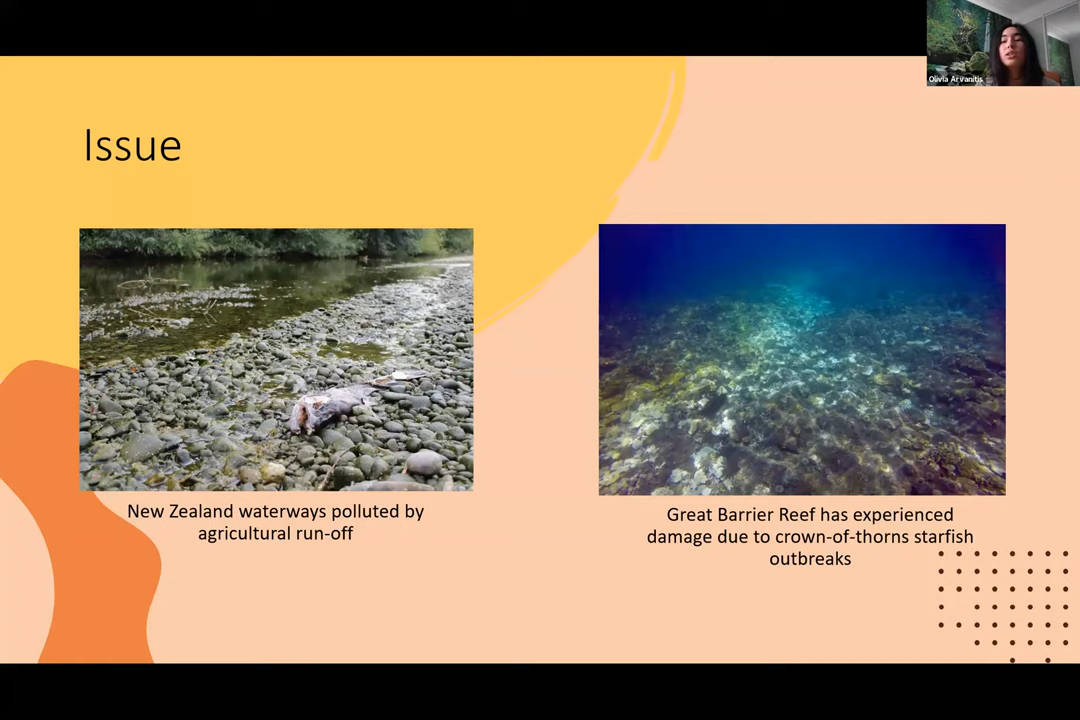 Olivia Arvanitis
Issue
New Zealand waterways polluted by
agricultural run-off
Great Barrier Reef has experienced
damage due to crown-of-thorns starfish
outbreaks